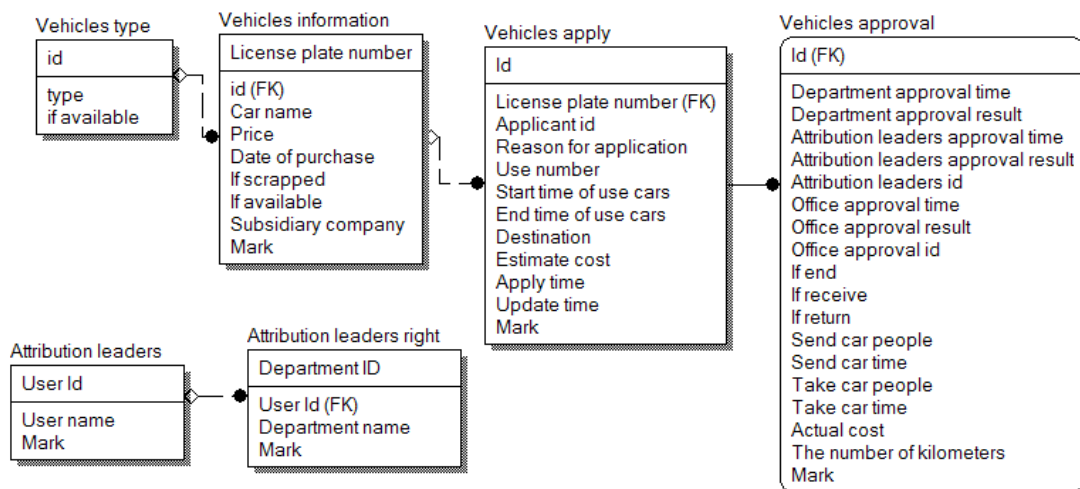 Vehicles type
id
type
if available
Vehicles information
License plate number
id (FK)
Car name
Price
Date of purchase
If scrapped
If available
Subsidiary company
Mark
Vehicles apply
Id
License plate number (FK)
Applicant id
Reason for application
Use number
Start time of use cars
End time of use cars
Destination
Estimate cost
Apply time
Update time
Mark
Vehicles approval
Id (FK)
Department approval time
Department approval result
Attribution leaders approval time
Attribution leaders approval result
Attribution leaders id
Office approval time
Office approval result
Office approval id
If end
If receive
If return
Send car people
Send car time
Take car people
Take car time
Actual cost
The number of kilometers
Mark
Attribution leaders
User Id
User name
Mark
Attribution leaders right
Department ID
User Id (FK)
Department name
Mark